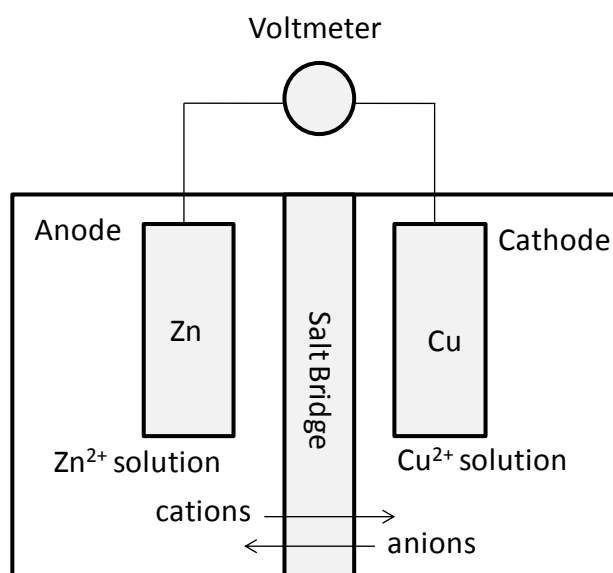 Voltmeter
Anode
Cathode
Zn
Salt Bridge
Cu
Zn²⁺ solution
Cu²⁺ solution
cations
anions